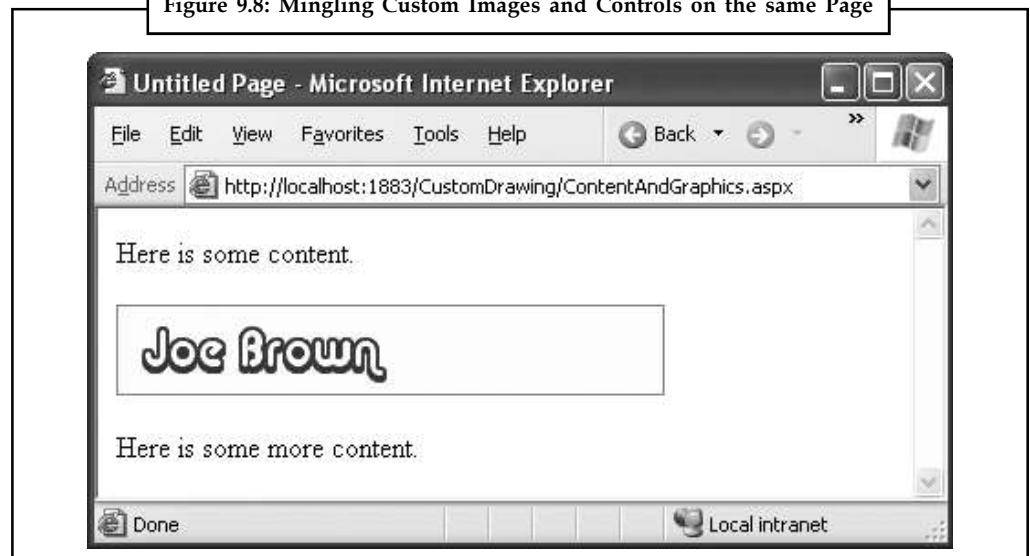 Figure 9.8: Mingling Custom Images and Controls on the same Page
Untitled Page - Microsoft Internet Explorer
File Edit View Favorites Tools Help Back »
Address http://localhost:1883/CustomDrawing/ContentAndGraphics.aspx
Here is some content.
Joe Brown
Here is some more content.
Done Local intranet